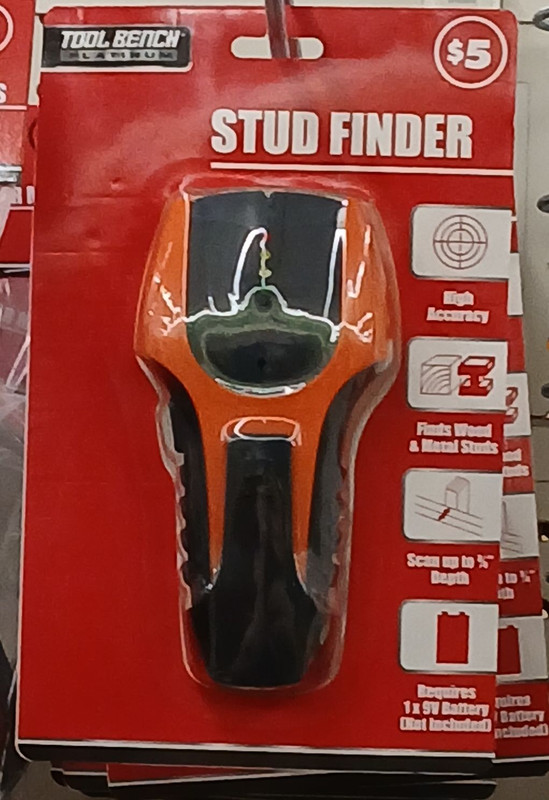 TOOL BENCH
PLATINUM
$5
STUD FINDER
High
Accuracy
Finds Wood
& Metal Studs
Scan up to ¾"
Depth
Requires
1 x 9V Battery
(Not Included)